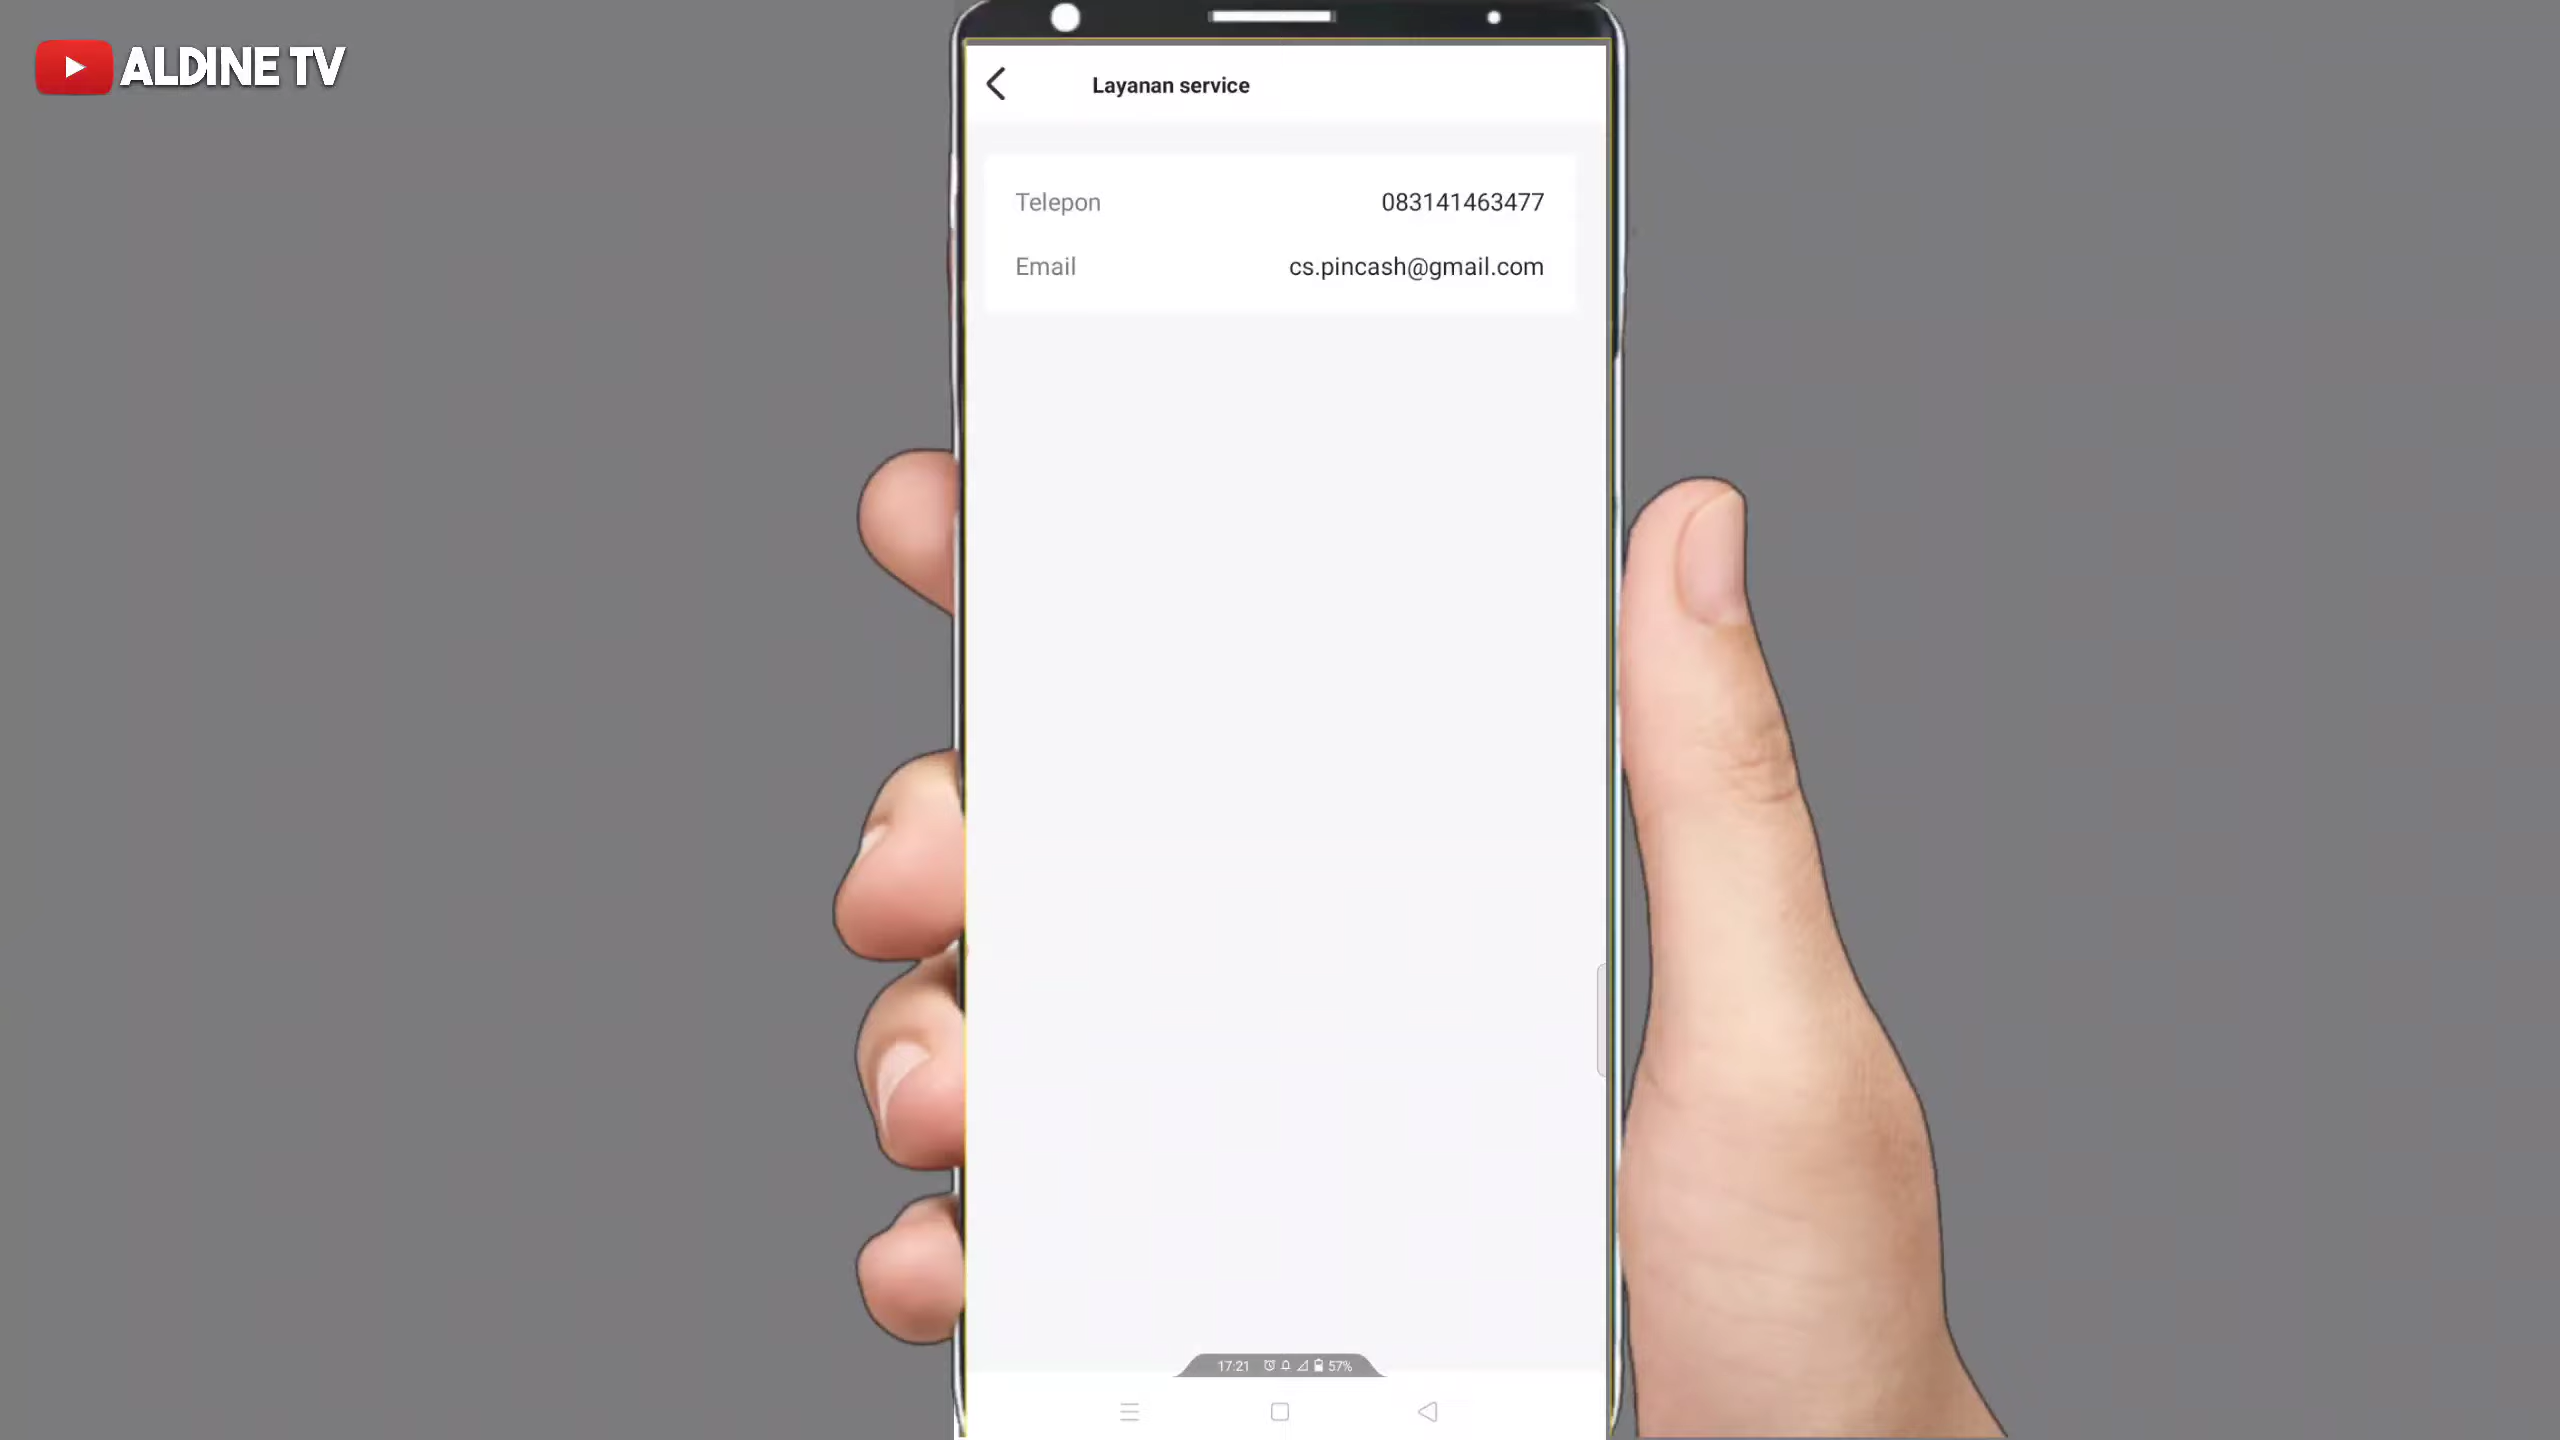 ALDINE TV
Layanan service
Telepon 083141463477
Email cs.pincash@gmail.com
17:21 57%